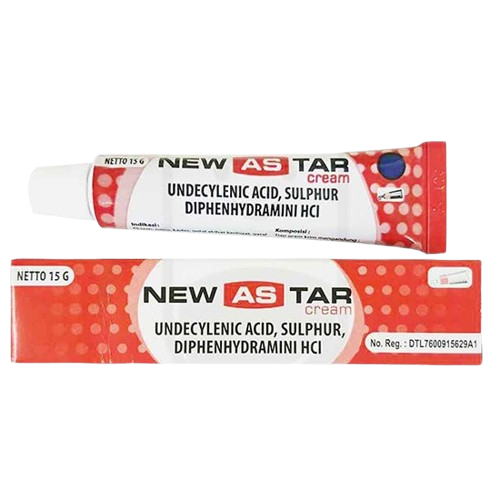 NETTO 15 G
NEW AS TAR
cream
UNDECYLENIC ACID, SULPHUR
DIPHENHYDRAMINI HCl
Indikasi :
Komposisi :
NETTO 15 G
NEW AS TAR
cream
UNDECYLENIC ACID, SULPHUR,
DIPHENHYDRAMINI HCl
No. Reg. : DTL7600915629A1